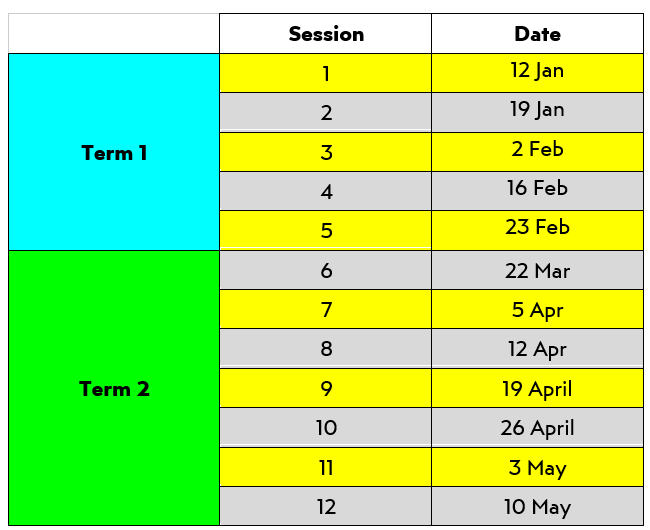 Session Date
1 12 Jan
2 19 Jan
Term 1 3 2 Feb
4 16 Feb
5 23 Feb
6 22 Mar
7 5 Apr
8 12 Apr
Term 2 9 19 April
10 26 April
11 3 May
12 10 May